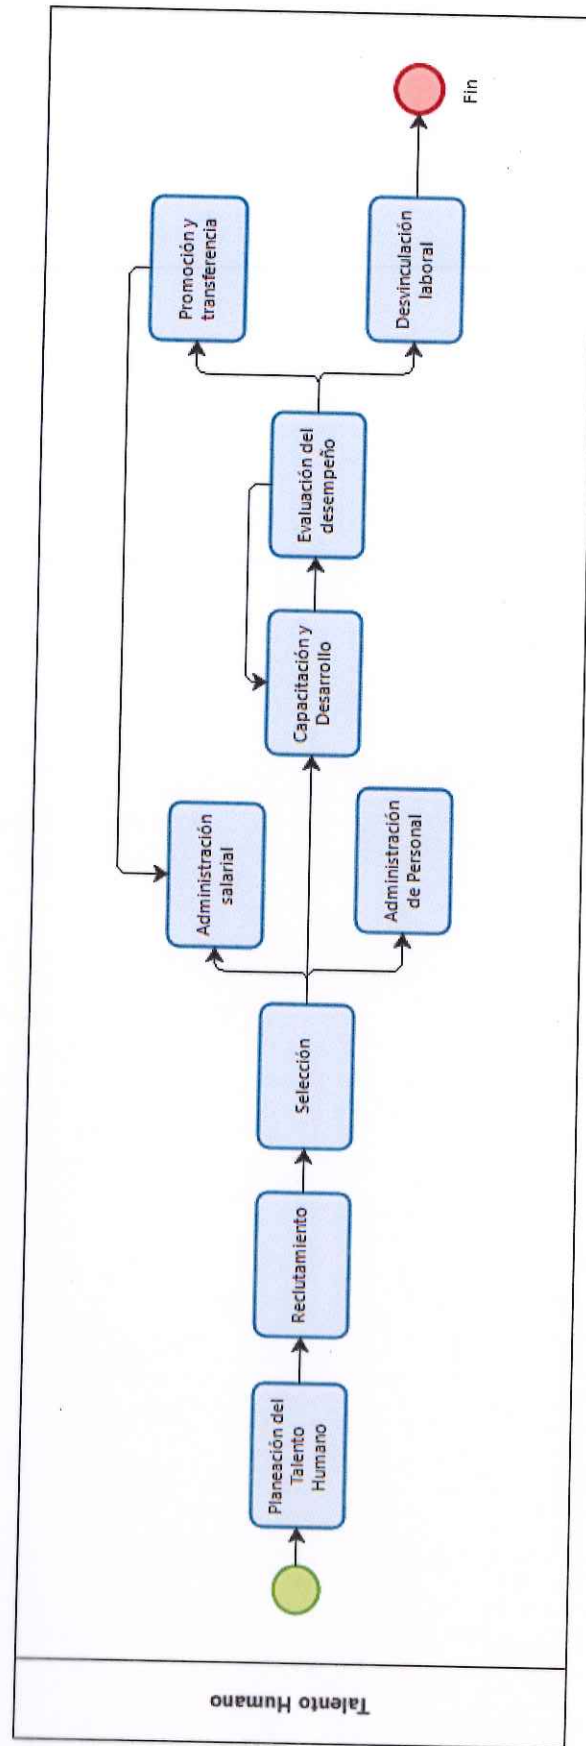 Talento Humano
Planeación del
Talento
Humano
Reclutamiento
Selección
Administración
salarial
Administración
de Personal
Capacitación y
Desarrollo
Evaluación del
desempeño
Promoción y
transferencia
Desvinculación
laboral
Fin